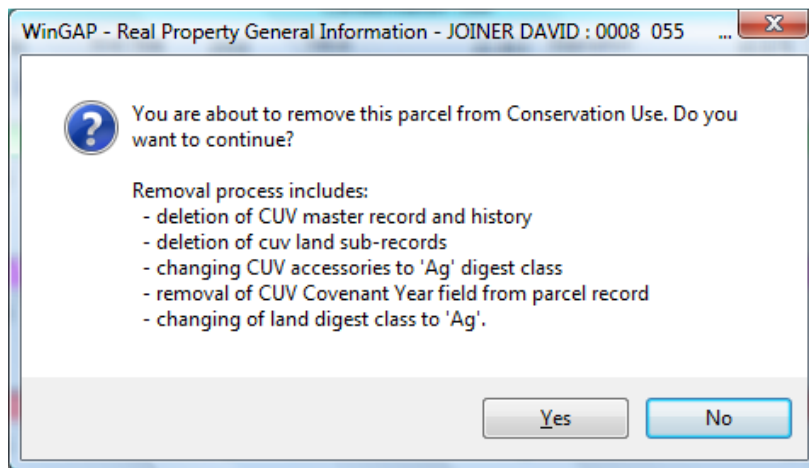 WinGAP - Real Property General Information - JOINER DAVID : 0008 055 ...
You are about to remove this parcel from Conservation Use. Do you
want to continue?
Removal process includes:
- deletion of CUV master record and history
- deletion of cuv land sub-records
- changing CUV accessories to 'Ag' digest class
- removal of CUV Covenant Year field from parcel record
- changing of land digest class to 'Ag'.
Yes No